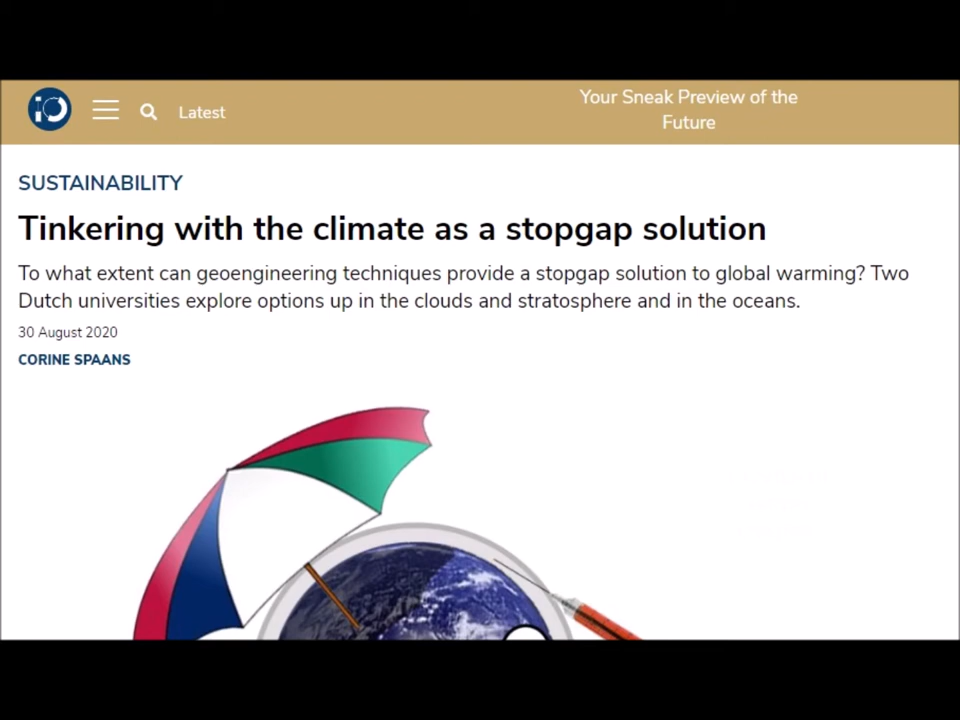 Latest
Your Sneak Preview of the
Future
SUSTAINABILITY
Tinkering with the climate as a stopgap solution
To what extent can geoengineering techniques provide a stopgap solution to global warming? Two
Dutch universities explore options up in the clouds and stratosphere and in the oceans.
30 August 2020
CORINE SPAANS